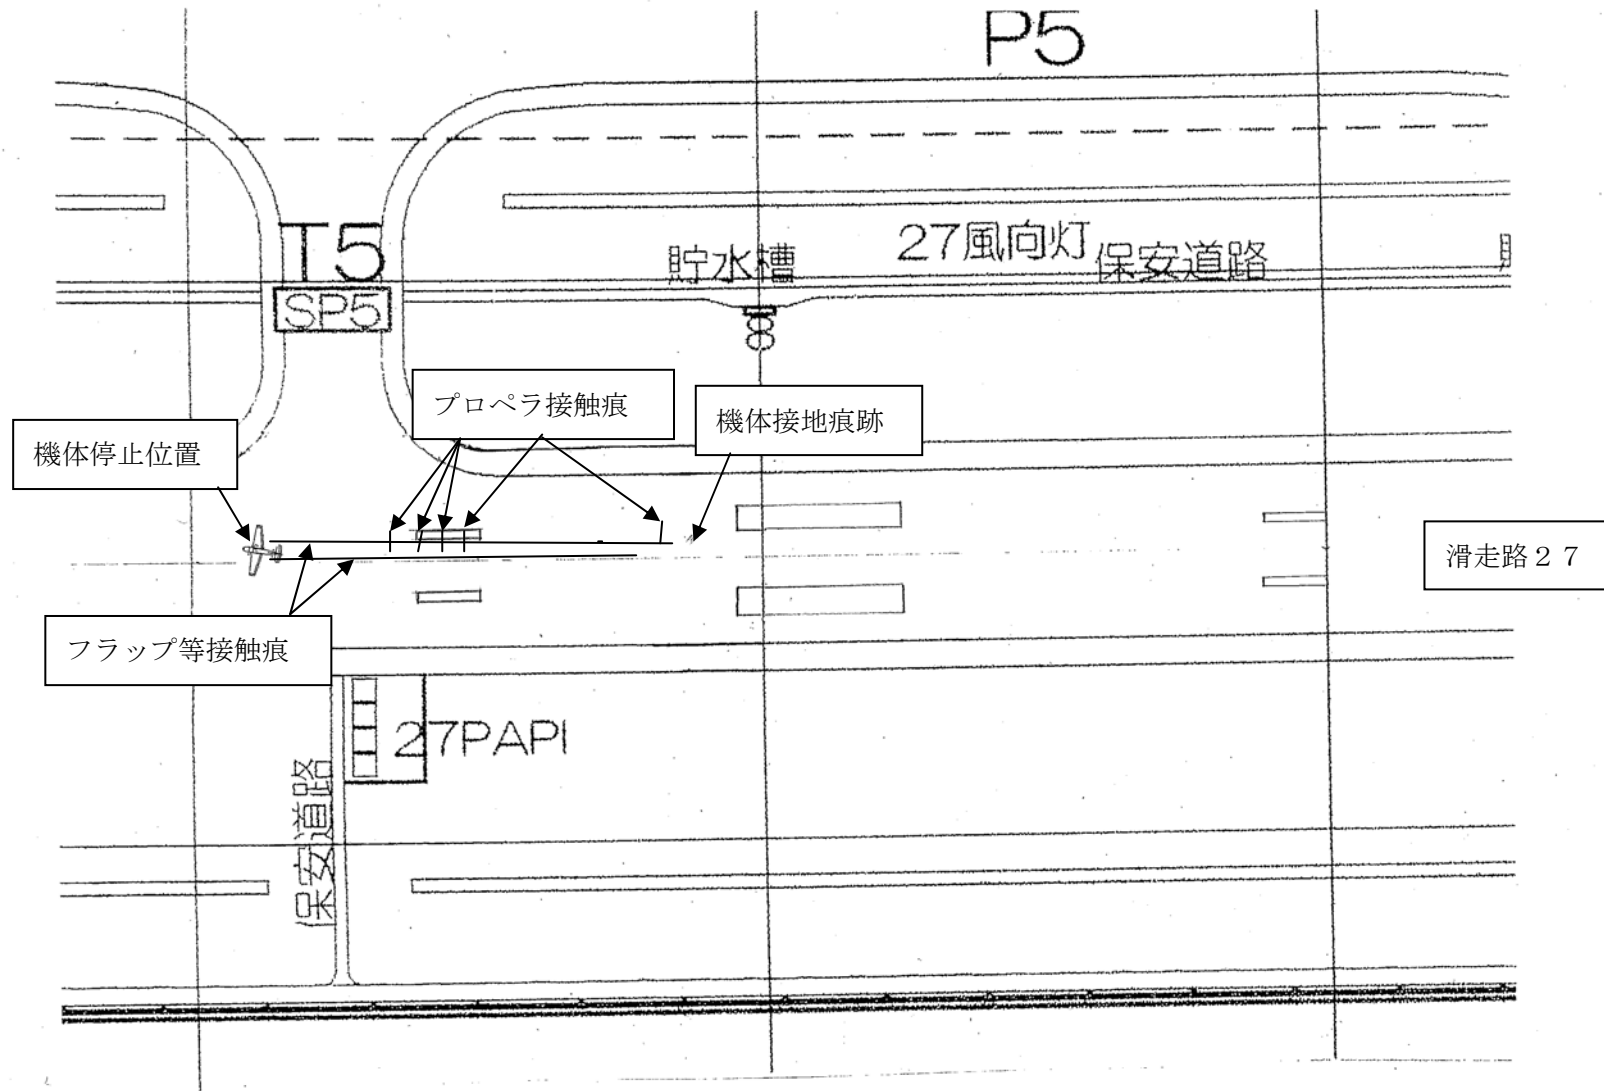 P5
T5
27風向灯
貯水槽
保安道路
SP5
プロペラ接触痕
機体接地痕跡
機体停止位置
滑走路27
フラップ等接触痕
27PAPI
保安道路